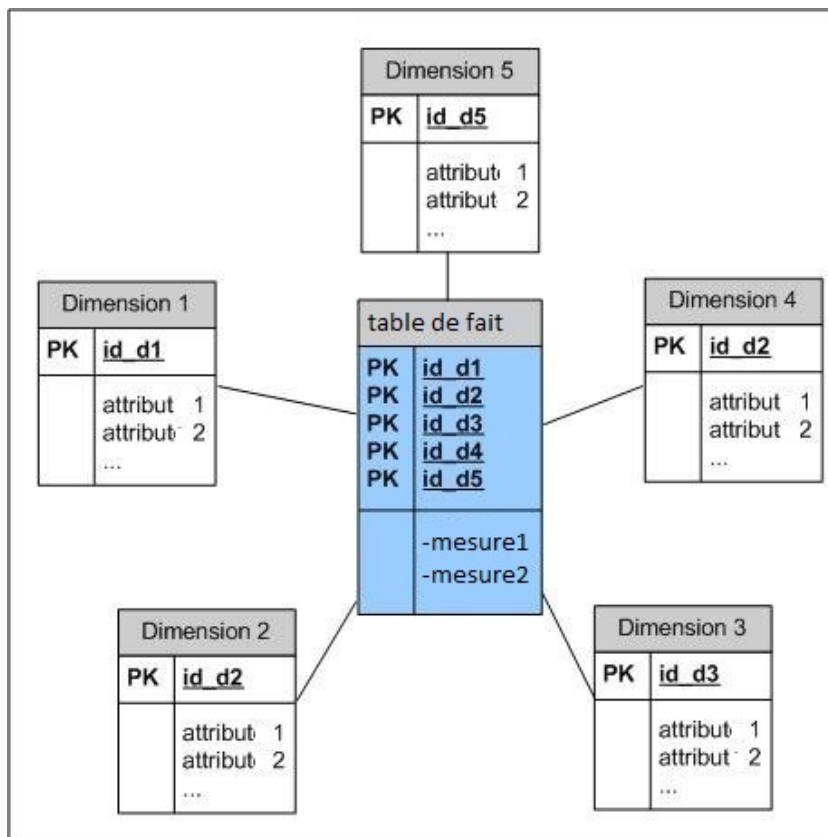 Dimension 5
PK id_d5
attribut 1
attribut 2
...
Dimension 1
PK id_d1
attribut 1
attribut 2
...
table de fait
PK id_d1
PK id_d2
PK id_d3
PK id_d4
PK id_d5
-mesure1
-mesure2
Dimension 4
PK id_d2
attribut 1
attribut 2
...
Dimension 2
PK id_d2
attribut 1
attribut 2
...
Dimension 3
PK id_d3
attribut 1
attribut 2
...